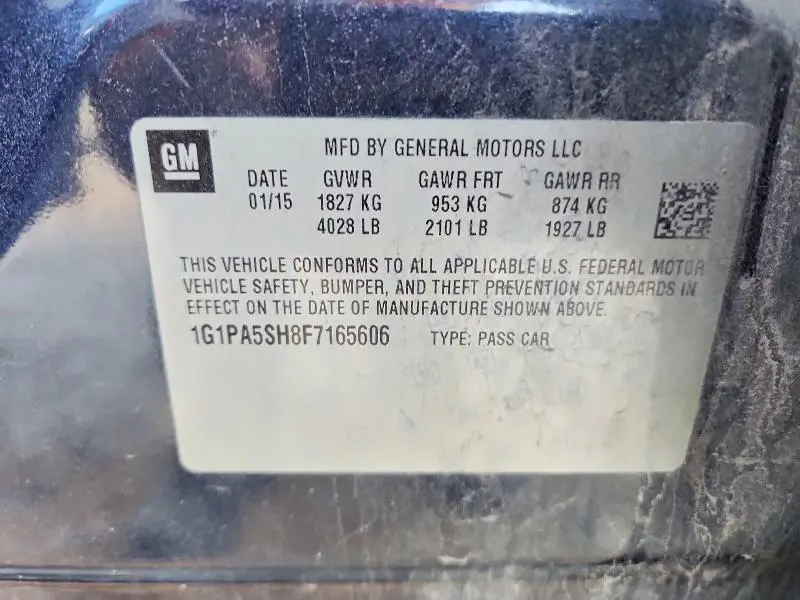 GM
MFD BY GENERAL MOTORS LLC
DATE GVWR GAWR FRT GAWR RR
01/15 1827 KG 953 KG 874 KG
4028 LB 2101 LB 1927 LB
THIS VEHICLE CONFORMS TO ALL APPLICABLE U.S. FEDERAL MOTOR
VEHICLE SAFETY, BUMPER, AND THEFT PREVENTION STANDARDS IN
EFFECT ON THE DATE OF MANUFACTURE SHOWN ABOVE.
1G1PA5SH8F7165606 TYPE: PASS CAR